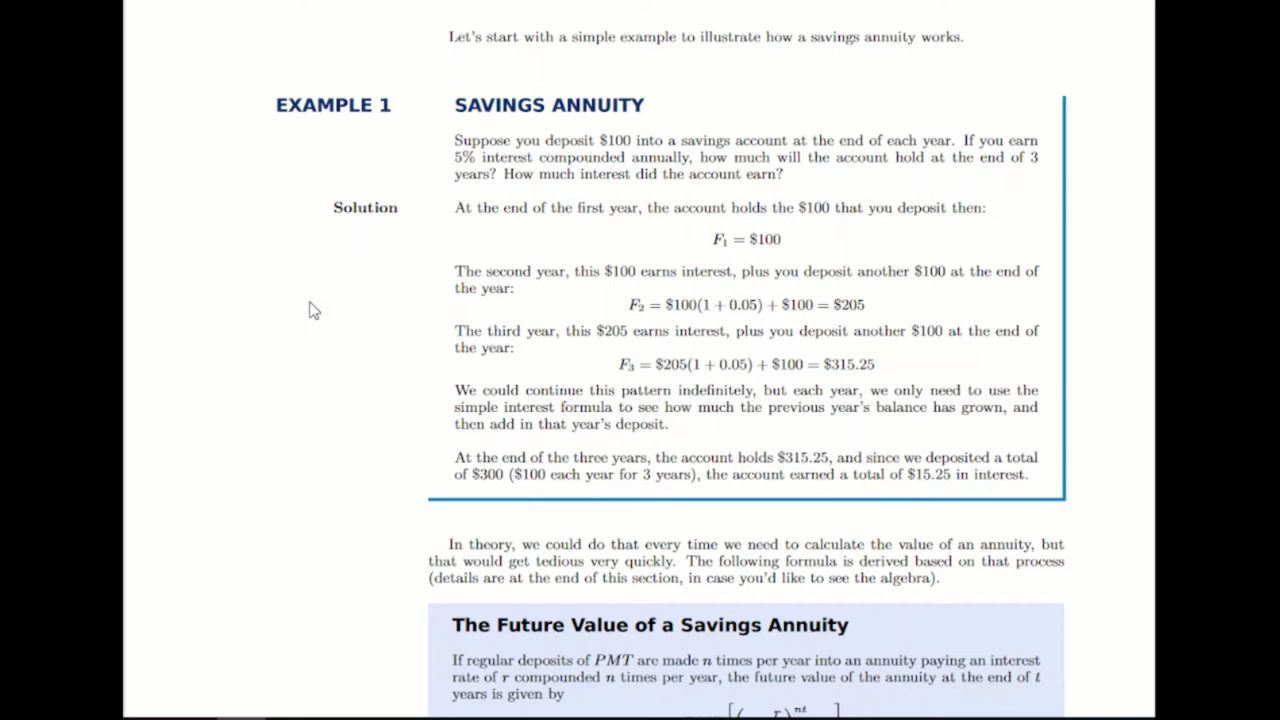 Let's start with a simple example to illustrate how a savings annuity works.
EXAMPLE 1
SAVINGS ANNUITY
Suppose you deposit $100 into a savings account at the end of each year. If you earn
5% interest compounded annually, how much will the account hold at the end of 3
years? How much interest did the account earn?
Solution
At the end of the first year, the account holds the $100 that you deposit then:
F₁ = $100
The second year, this $100 earns interest, plus you deposit another $100 at the end of
the year:
F₂ = $100(1 + 0.05) + $100 = $205
The third year, this $205 earns interest, plus you deposit another $100 at the end of
the year:
F₃ = $205(1 + 0.05) + $100 = $315.25
We could continue this pattern indefinitely, but each year, we only need to use the
simple interest formula to see how much the previous year's balance has grown, and
then add in that year's deposit.
At the end of the three years, the account holds $315.25, and since we deposited a total
of $300 ($100 each year for 3 years), the account earned a total of $15.25 in interest.
In theory, we could do that every time we need to calculate the value of an annuity, but
that would get tedious very quickly. The following formula is derived based on that process
(details are at the end of this section, in case you'd like to see the algebra).
The Future Value of a Savings Annuity
If regular deposits of PMT are made n times per year into an annuity paying an interest
rate of r compounded n times per year, the future value of the annuity at the end of t
years is given by